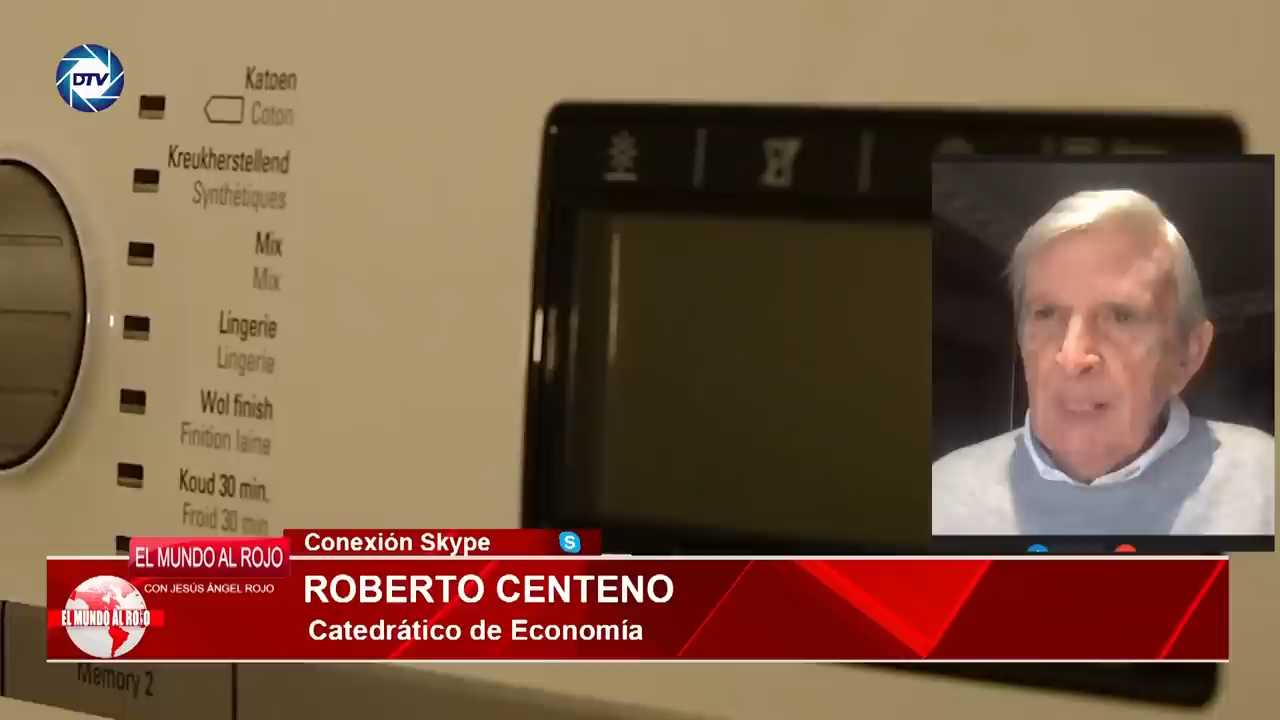 DTV
Katoen
Coton
Kreukherstellend
Synthétiques
Mix
Mix
Lingerie
Lingerie
Wol finish
Finition laine
Koud 30 min.
Froid 30 min
Conexión Skype
EL MUNDO AL ROJO
CON JESÚS ÁNGEL ROJO
ROBERTO CENTENO
EL MUNDO AL ROJO
Catedrático de Economía
Memory 2